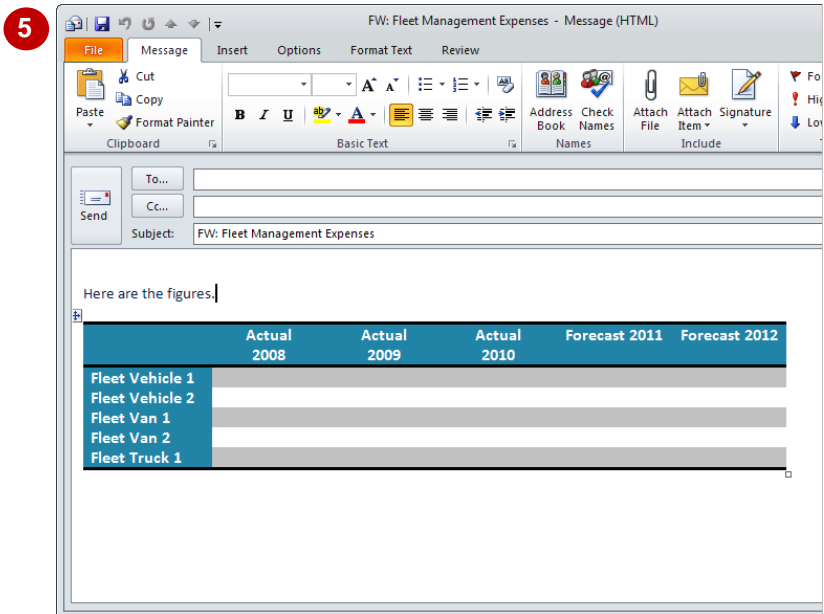 5
FW: Fleet Management Expenses - Message (HTML)
File Message Insert Options Format Text Review
Paste
Cut
Copy
Format Painter
Clipboard
B I U ab A
Basic Text
Address Book
Check Names
Names
Attach File
Attach Item
Signature
Include
To...
Cc...
Send
Subject: FW: Fleet Management Expenses
Here are the figures.
Actual 2008
Actual 2009
Actual 2010
Forecast 2011
Forecast 2012
Fleet Vehicle 1
Fleet Vehicle 2
Fleet Van 1
Fleet Van 2
Fleet Truck 1